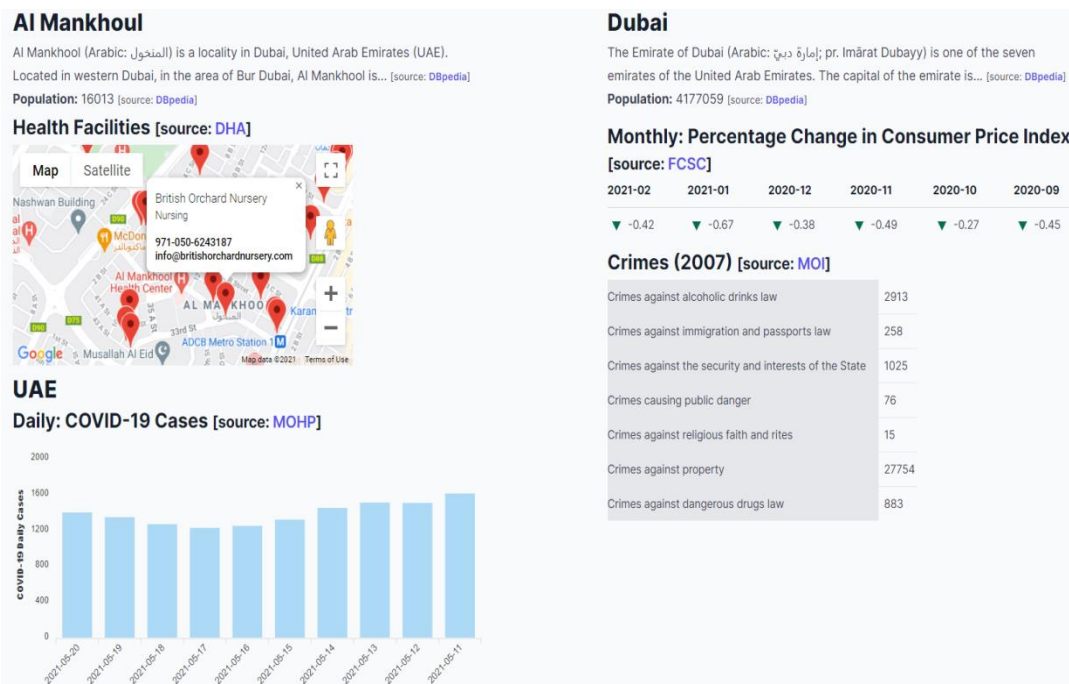 Al Mankhoul
Al Mankhool (Arabic: المنخول) is a locality in Dubai, United Arab Emirates (UAE).
Located in western Dubai, in the area of Bur Dubai, Al Mankhool is... [source: DBpedia]
Population: 16013 [source: DBpedia]
Health Facilities [source: DHA]
Map Satellite
Nashwan Building
British Orchard Nursery
Nursing
971-050-6243187
info@britishorchardnursery.com
D90
McDon
D88
Al Mankhool
Health Center
AL MANKHOOL
المنخول
Karam
35 A St
33rd St
D90
D75
ADCB Metro Station 1
Musallah Al Eid
Google
Map data ©2021 Terms of Use
UAE
Daily: COVID-19 Cases [source: MOHP]
COVID-19 Daily Cases
2000
1600
1200
800
400
0
2021-05-20
2021-05-19
2021-05-18
2021-05-17
2021-05-16
2021-05-15
2021-05-14
2021-05-13
2021-05-12
2021-05-11
Dubai
The Emirate of Dubai (Arabic: إمارة دبيّ; pr. Imārat Dubayy) is one of the seven
emirates of the United Arab Emirates. The capital of the emirate is... [source: DBpedia]
Population: 4177059 [source: DBpedia]
Monthly: Percentage Change in Consumer Price Index
[source: FCSC]
2021-02 2021-01 2020-12 2020-11 2020-10 2020-09
▼ -0.42 ▼ -0.67 ▼ -0.38 ▼ -0.49 ▼ -0.27 ▼ -0.45
Crimes (2007) [source: MOI]
Crimes against alcoholic drinks law 2913
Crimes against immigration and passports law 258
Crimes against the security and interests of the State 1025
Crimes causing public danger 76
Crimes against religious faith and rites 15
Crimes against property 27754
Crimes against dangerous drugs law 883